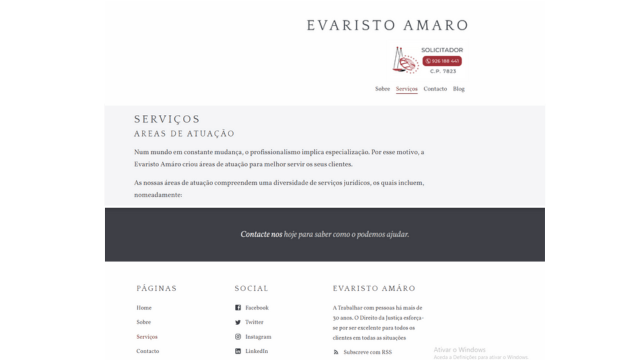 EVARISTO AMARO
SOLICITADOR
926 188 441
C.P. 7823
Sobre Serviços Contacto Blog
SERVIÇOS
AREAS DE ATUAÇÃO
Num mundo em constante mudança, o profissionalismo implica especialização. Por esse motivo, a
Evaristo Amáro criou áreas de atuação para melhor servir os seus clientes.
As nossas áreas de atuação compreendem uma diversidade de serviços jurídicos, os quais incluem,
nomeadamente:
Contacte nos hoje para saber como o podemos ajudar.
PÁGINAS
Home
Sobre
Serviços
Contacto
SOCIAL
Facebook
Twitter
Instagram
LinkedIn
EVARISTO AMÁRO
A Trabalhar com pessoas há mais de
30 anos. O Direito da Justiça esforça-
se por ser excelente para todos os
clientes em todas as situações
Subscreve com RSS
Ativar o Windows
Aceda a Definições para ativar o Windows.